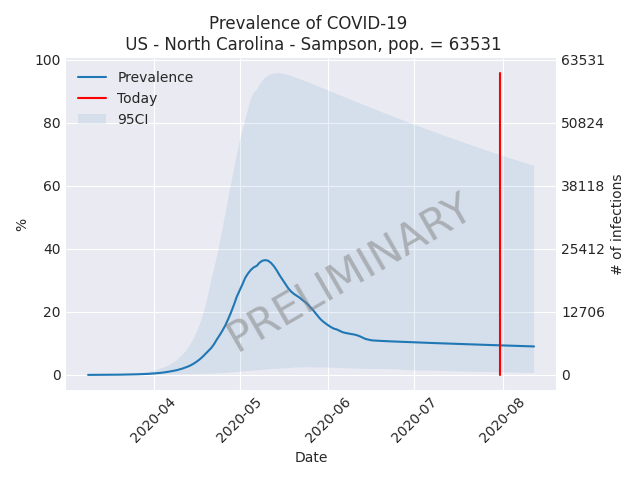 Prevalence of COVID-19
US - North Carolina - Sampson, pop. = 63531
100
80
60
40
20
0
%
63531
50824
38118
25412
12706
0
# of infections
Prevalence
Today
95CI
PRELIMINARY
2020-04
2020-05
2020-06
2020-07
2020-08
Date